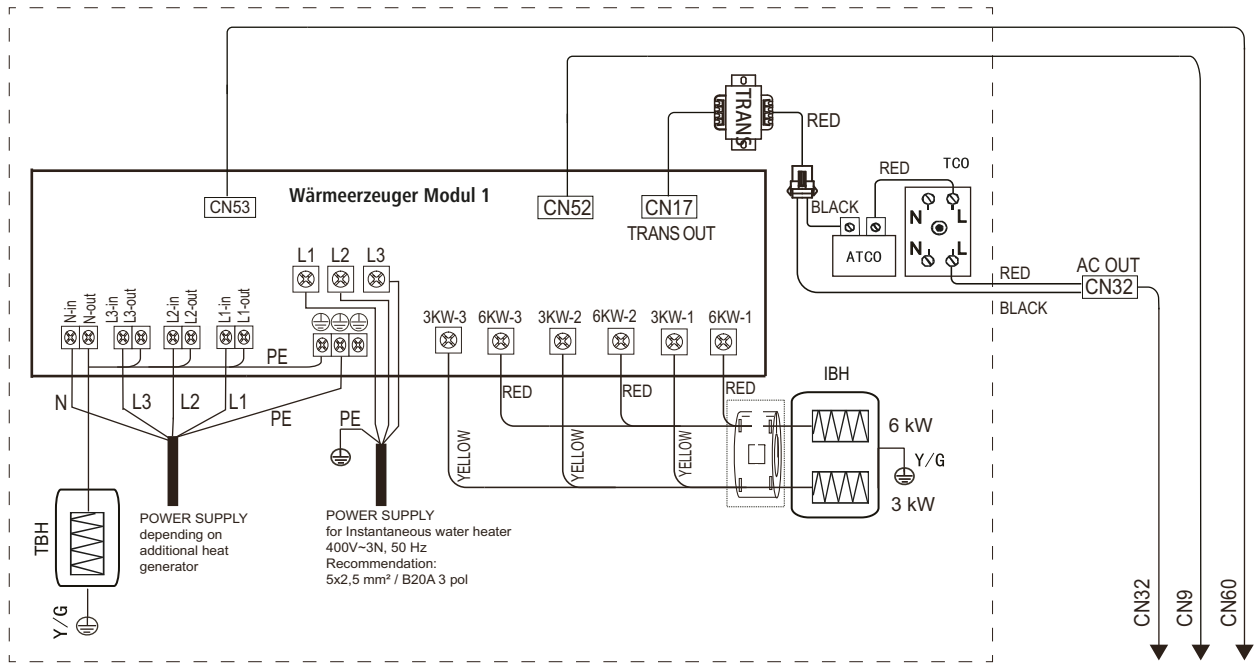 TRANS
RED
RED
TCO
Wärmeerzeuger Modul 1
CN53
CN52
CN17
TRANS OUT
BLACK
ATCO
N
L
N
L
RED
BLACK
AC OUT
CN32
L1
L2
L3
N-in
N-out
L3-in
L3-out
L2-in
L2-out
L1-in
L1-out
PE
3KW-3
6KW-3
3KW-2
6KW-2
3KW-1
6KW-1
RED
RED
RED
IBH
N
L3
L2
L1
PE
PE
YELLOW
YELLOW
YELLOW
6 kW
Y/G
3 kW
TBH
Y/G
POWER SUPPLY
depending on
additional heat
generator
POWER SUPPLY
for Instantaneous water heater
400V~3N, 50 Hz
Recommendation:
5x2,5 mm² / B20A 3 pol
CN32
CN9
CN60